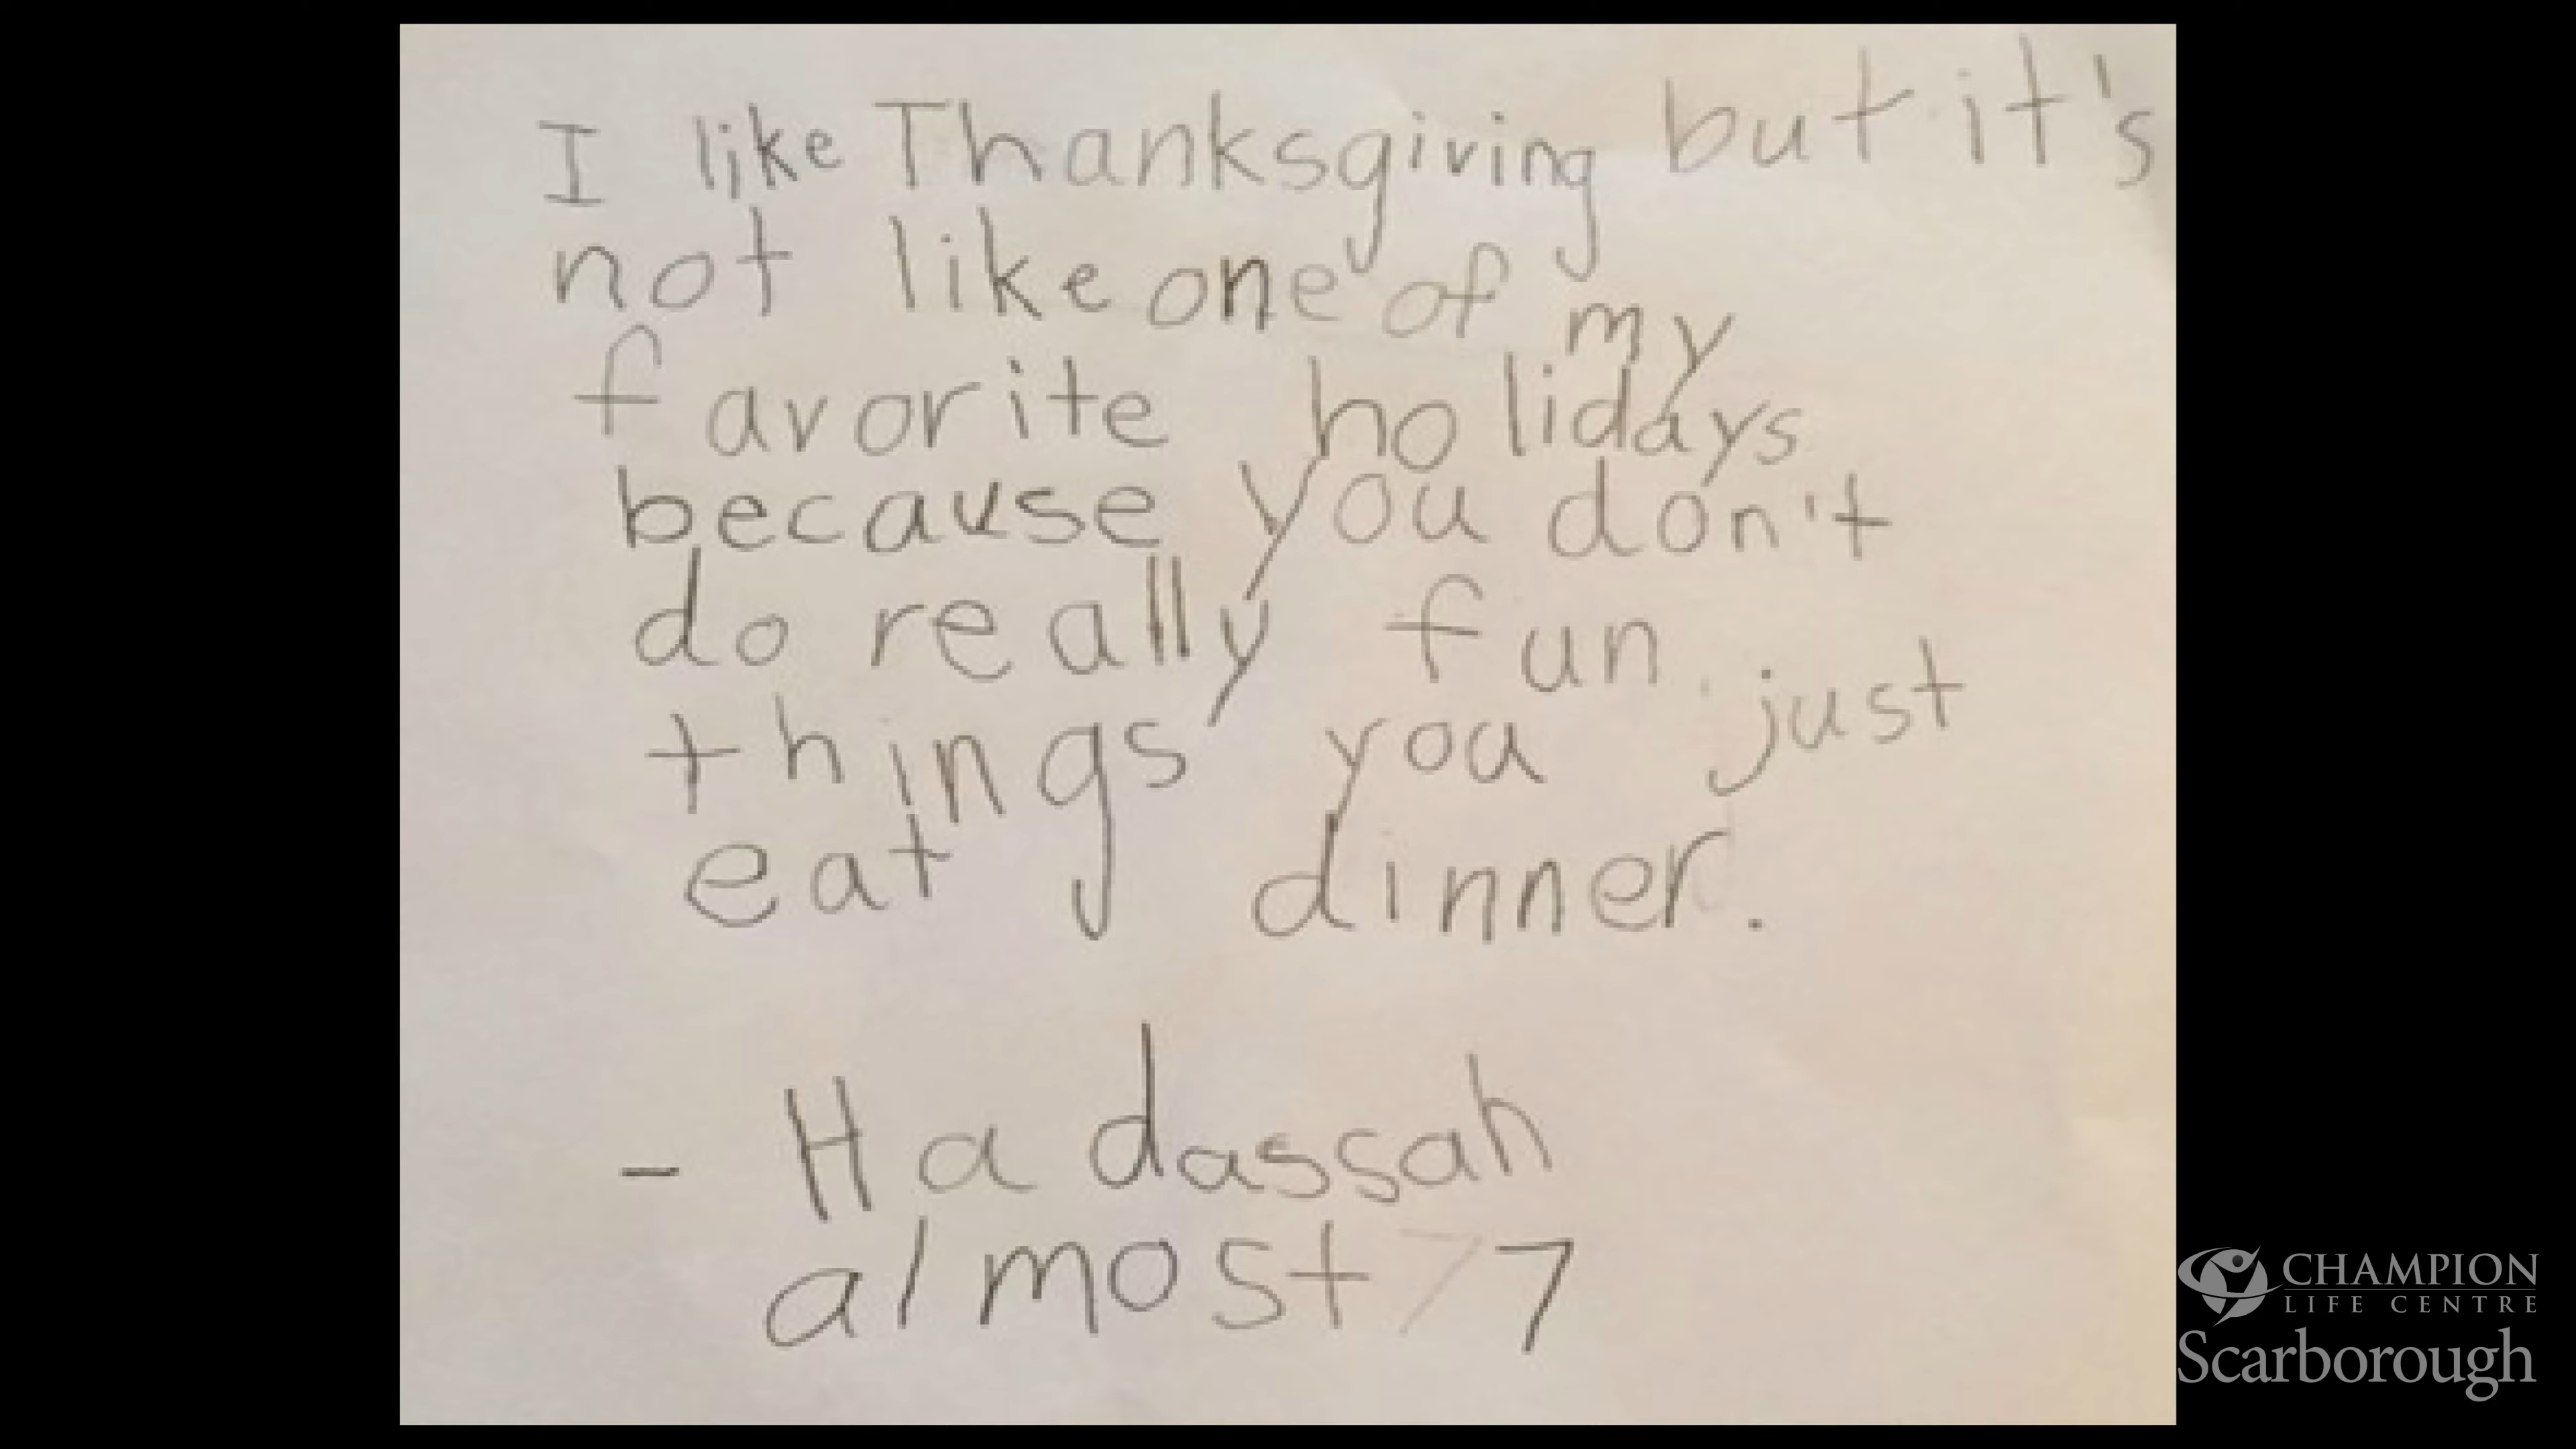 I like Thanksgiving but it's
not like one of my
favorite holidays
because you don't
do really fun
things you just
eat dinner.
- Hadassah
almost 7
CHAMPION
LIFE CENTRE
Scarborough